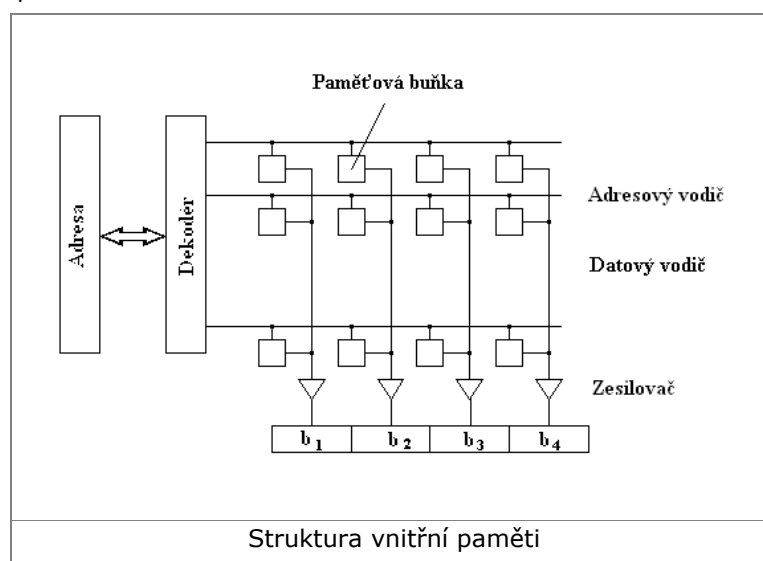 Paměťová buňka
Adresa
Dekodér
Adresový vodič
Datový vodič
Zesilovač
b1 b2 b3 b4
Struktura vnitřní paměti